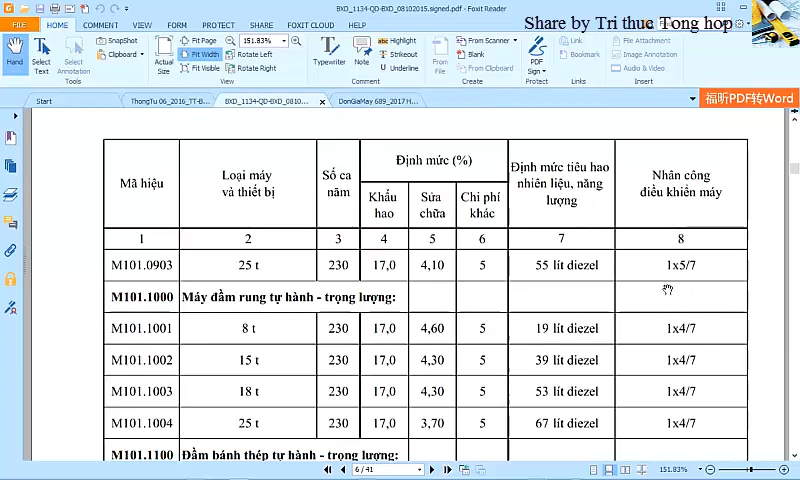 BXD_1134-QD-BXD_08102015.signed.pdf - Foxit Reader
Share by Tri thuc Tong hop
FILE HOME COMMENT VIEW FORM PROTECT SHARE FOXIT CLOUD HELP
Hand
Select Text
Select Annotation
SnapShot
Clipboard
Tools
Actual Size
Fit Page
Fit Width
Fit Visible
151.83%
Rotate Left
Rotate Right
View
Typewriter
Note
Highlight
Strikeout
Underline
Comment
From File
From Scanner
Blank
From Clipboard
Create
PDF Sign
Protect
Link
Bookmark
Links
File Attachment
Image Annotation
Audio & Video
Insert
Start
ThongTu 06_2016_TT-B...
BXD_1134-QD-BXD_0810...
DonGiaMay 689_2017 H...
福昕PDF转Word
Mã hiệu
Loại máy
và thiết bị
Số ca
năm
Định mức (%)
Khấu
hao
Sửa
chữa
Chi phí
khác
Định mức tiêu hao
nhiên liệu, năng
lượng
Nhân công
điều khiển máy
1 2 3 4 5 6 7 8
M101.0903 25 t 230 17,0 4,10 5 55 lít diezel 1x5/7
M101.1000 Máy đầm rung tự hành - trọng lượng:
M101.1001 8 t 230 17,0 4,60 5 19 lít diezel 1x4/7
M101.1002 15 t 230 17,0 4,30 5 39 lít diezel 1x4/7
M101.1003 18 t 230 17,0 4,30 5 53 lít diezel 1x4/7
M101.1004 25 t 230 17,0 3,70 5 67 lít diezel 1x4/7
M101.1100 Đầm bánh thép tự hành - trọng lượng:
6 / 41
151.83%